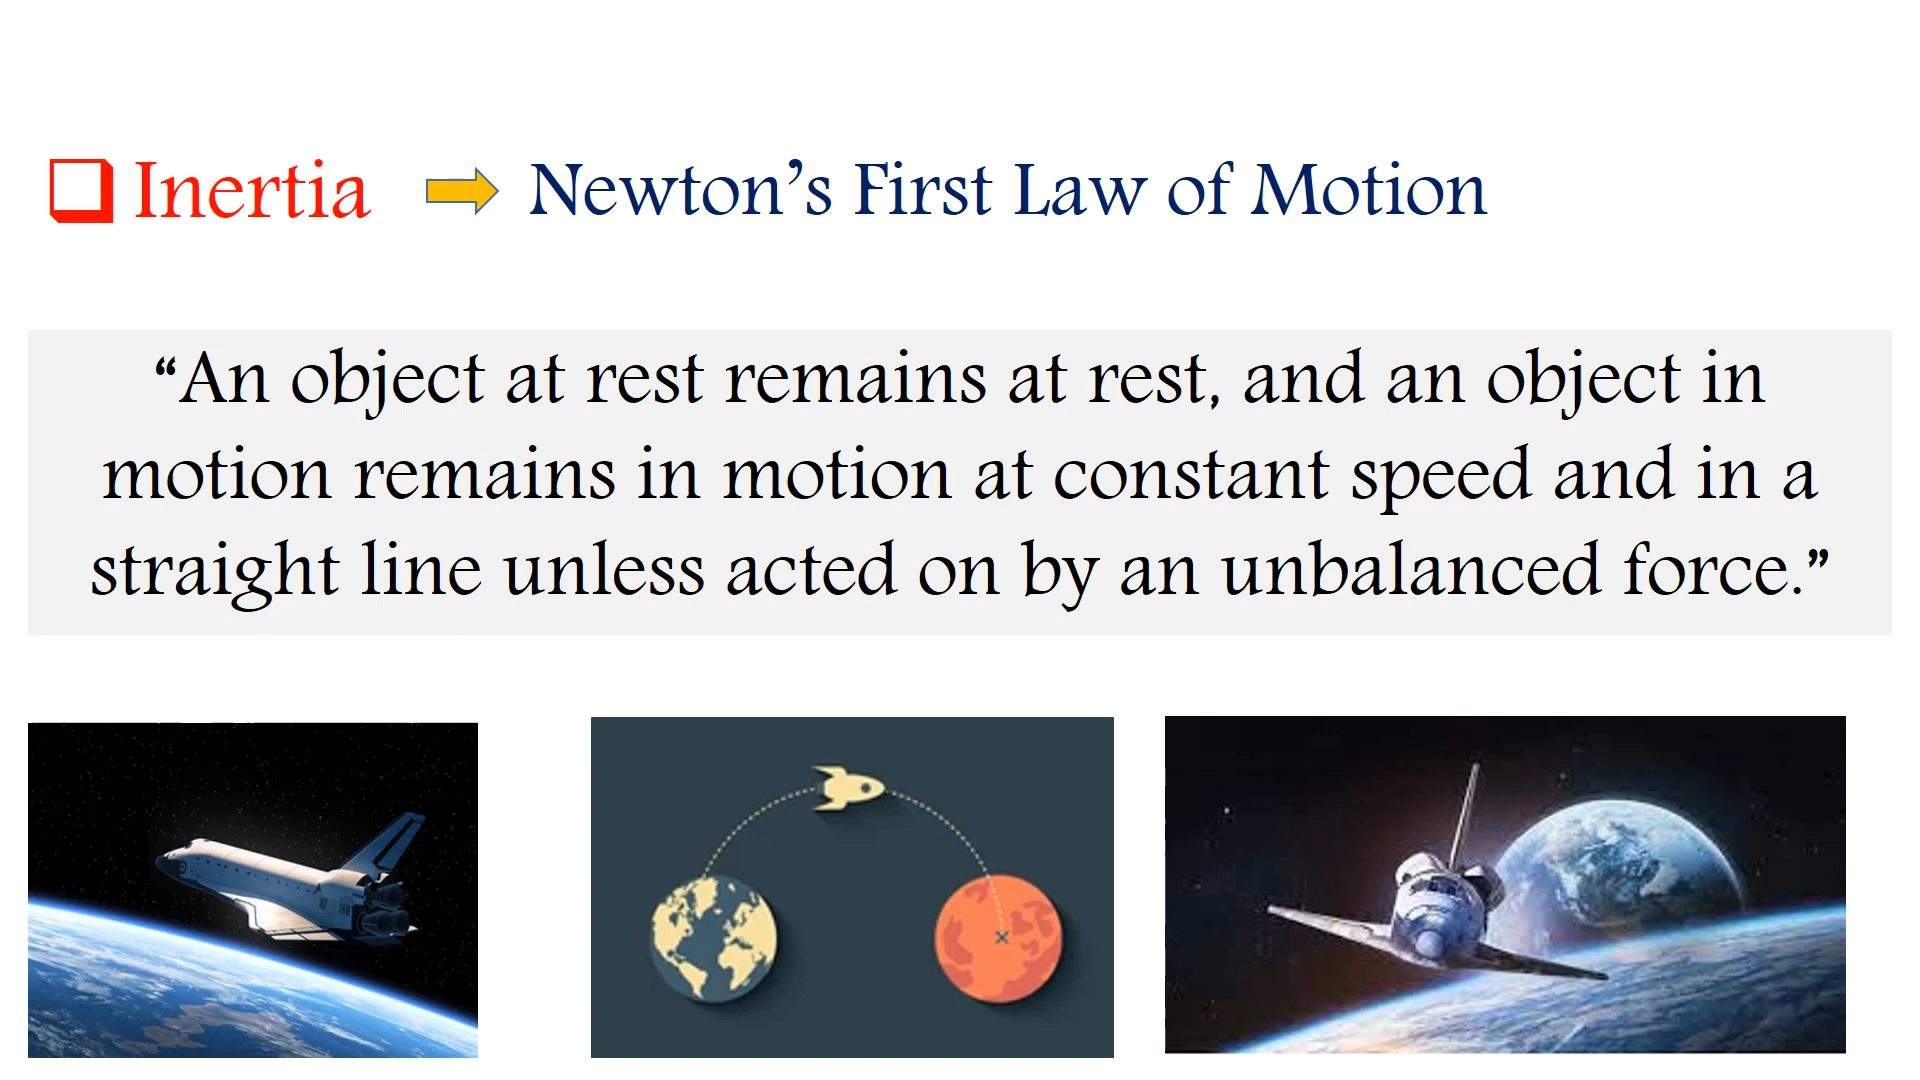 Inertia Newton’s First Law of Motion
“An object at rest remains at rest, and an object in
motion remains in motion at constant speed and in a
straight line unless acted on by an unbalanced force.”